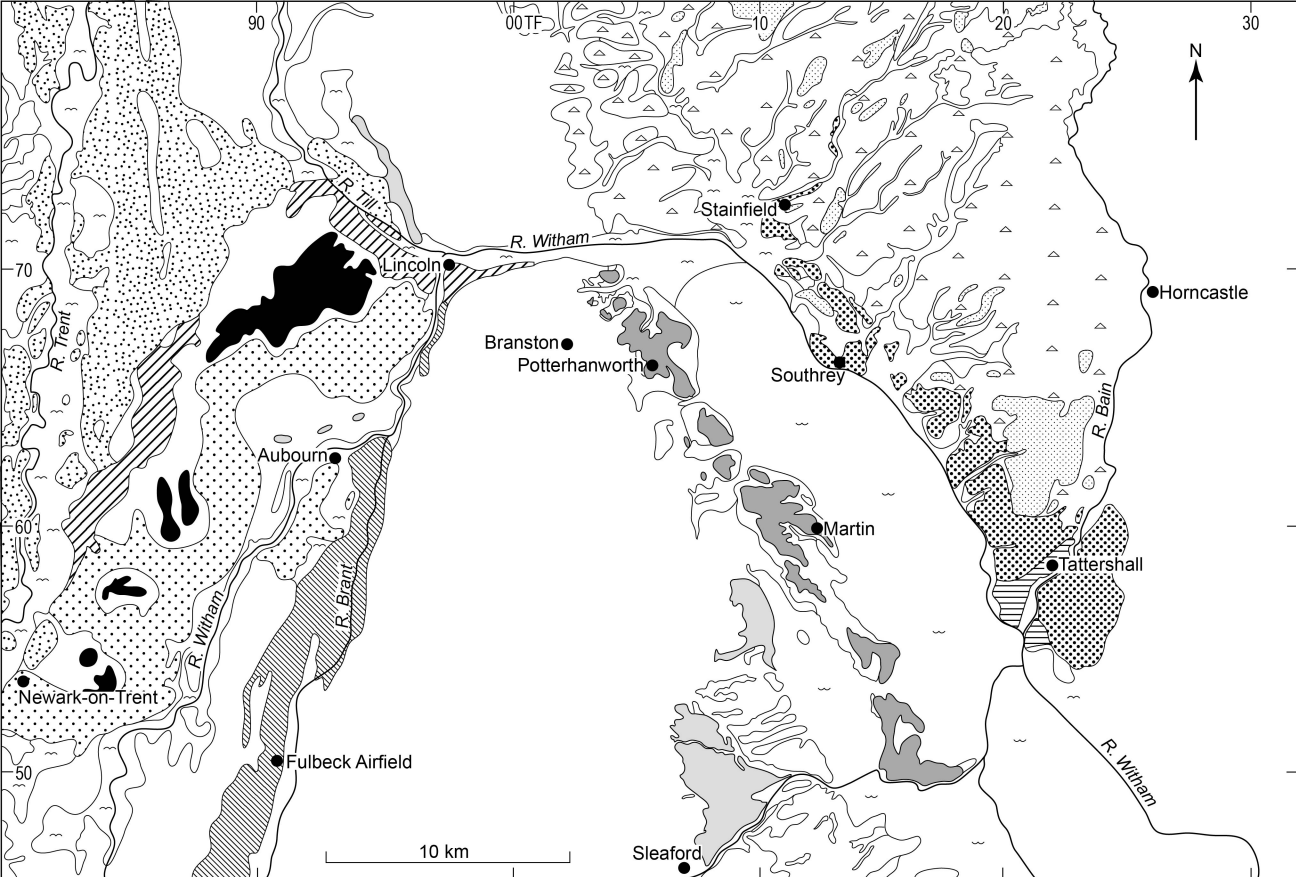 90
00TF
10
20
30
N
R. Till
Stainfield
R. Witham
70
Lincoln
Horncastle
R. Trent
Branston
Potterhanworth
Southrey
R. Bain
Aubourn
60
Martin
Tattershall
R. Brant
R. Witham
Newark-on-Trent
R. Witham
50
Fulbeck Airfield
10 km
Sleaford